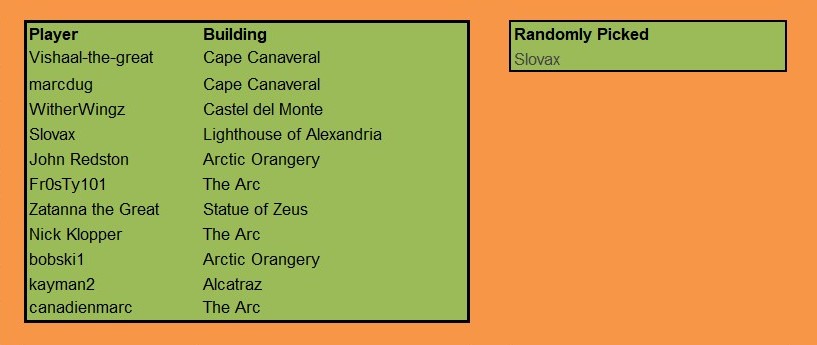 Player Building
Vishaal-the-great Cape Canaveral
marcdug Cape Canaveral
WitherWingz Castel del Monte
Slovax Lighthouse of Alexandria
John Redston Arctic Orangery
Fr0sTy101 The Arc
Zatanna the Great Statue of Zeus
Nick Klopper The Arc
bobski1 Arctic Orangery
kayman2 Alcatraz
canadienmarc The Arc
Randomly Picked
Slovax